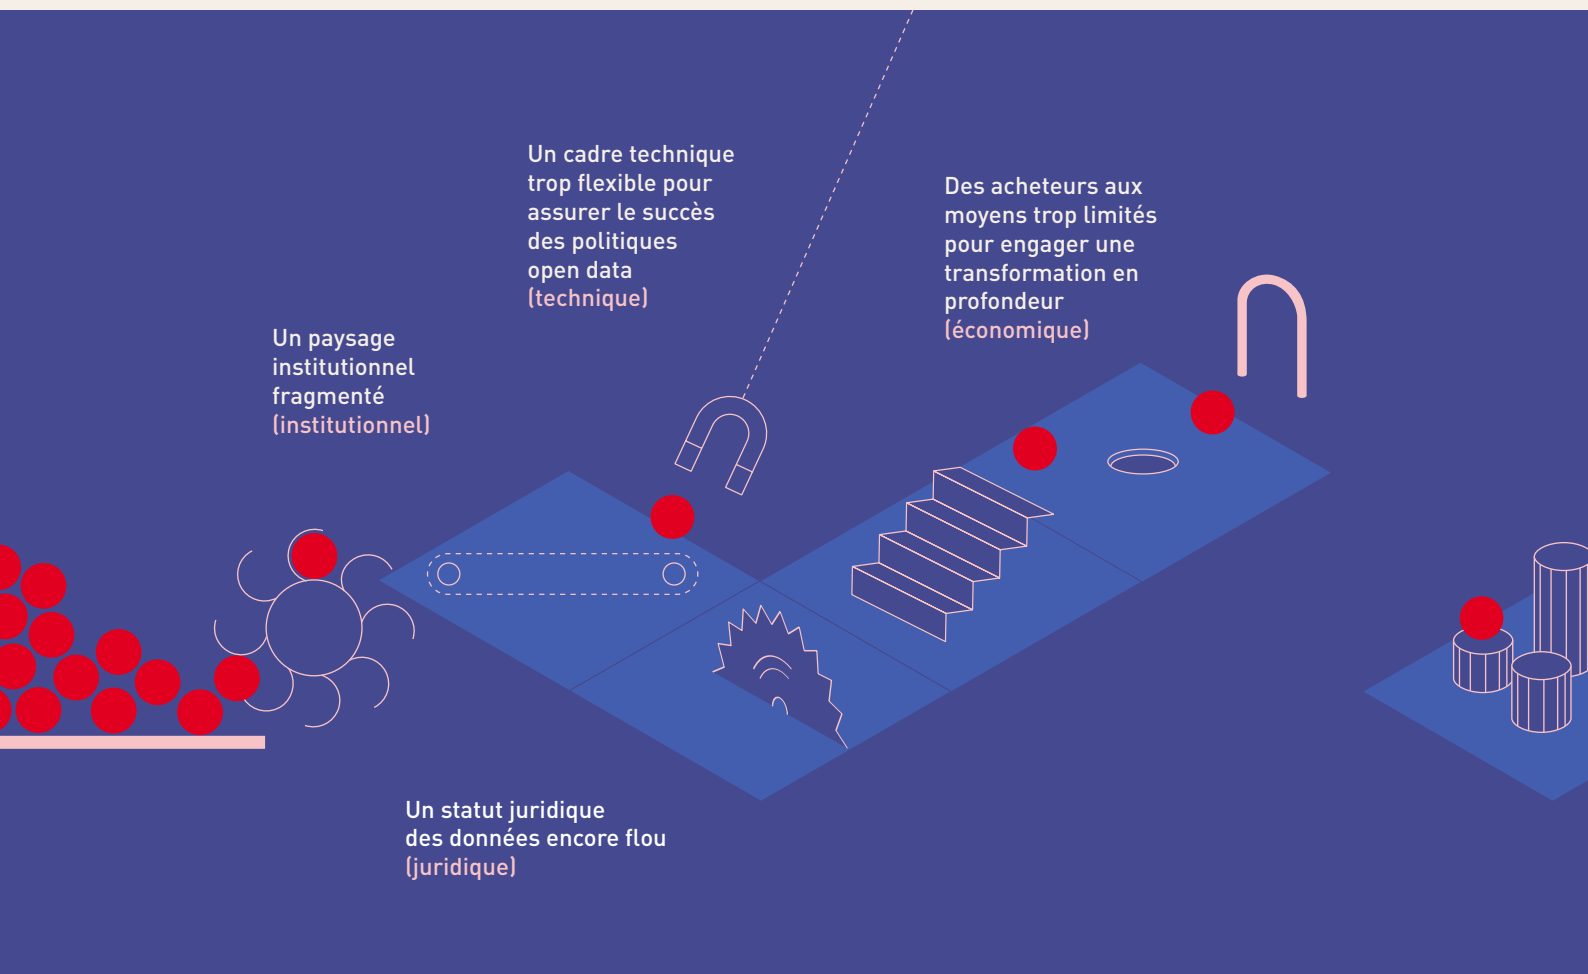 Un paysage
institutionnel
fragmenté
(institutionnel)
Un cadre technique
trop flexible pour
assurer le succès
des politiques
open data
(technique)
Des acheteurs aux
moyens trop limités
pour engager une
transformation en
profondeur
(économique)
Un statut juridique
des données encore flou
(juridique)